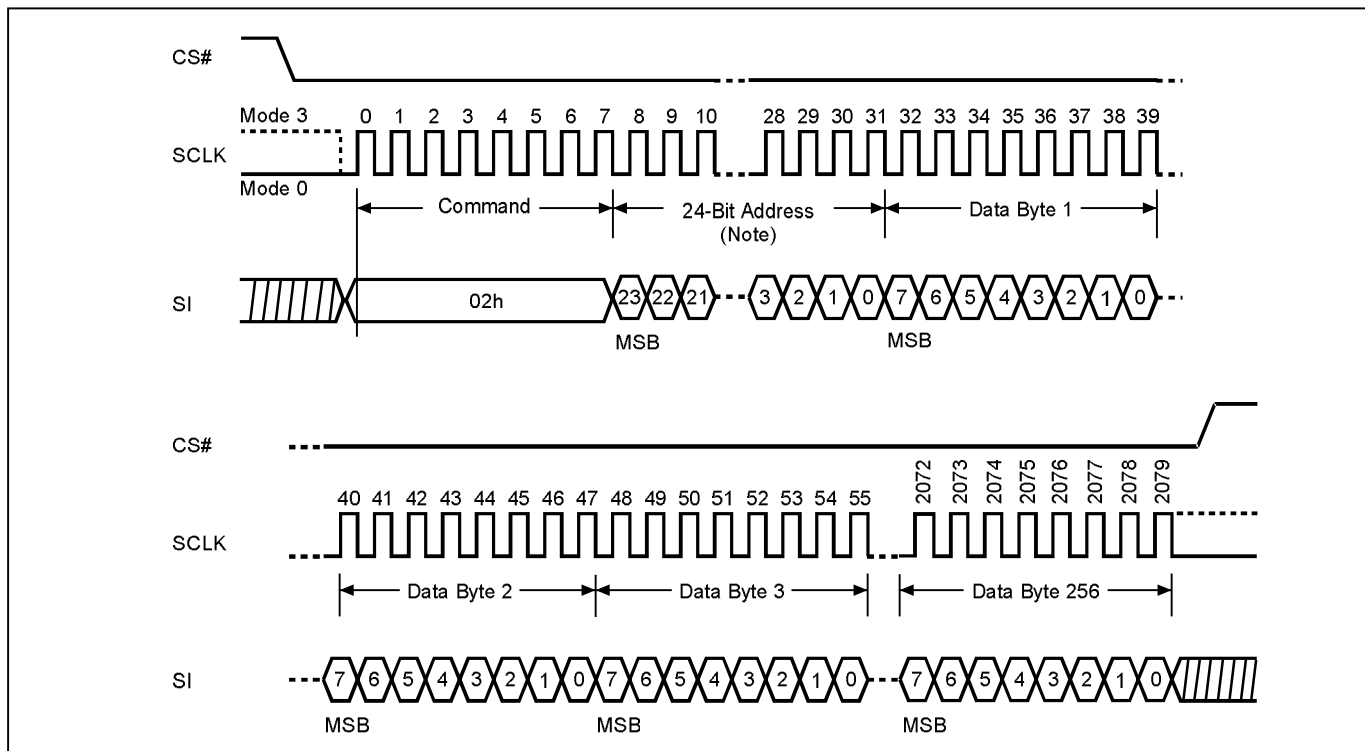 CS#
Mode 3
0 1 2 3 4 5 6 7 8 9 10 28 29 30 31 32 33 34 35 36 37 38 39
SCLK
Mode 0
Command 24-Bit Address Data Byte 1
(Note)
SI 02h 23 22 21 3 2 1 0 7 6 5 4 3 2 1 0
MSB MSB
CS#
40 41 42 43 44 45 46 47 48 49 50 51 52 53 54 55 2072 2073 2074 2075 2076 2077 2078 2079
SCLK
Data Byte 2 Data Byte 3 Data Byte 256
SI 7 6 5 4 3 2 1 0 7 6 5 4 3 2 1 0 7 6 5 4 3 2 1 0
MSB MSB MSB